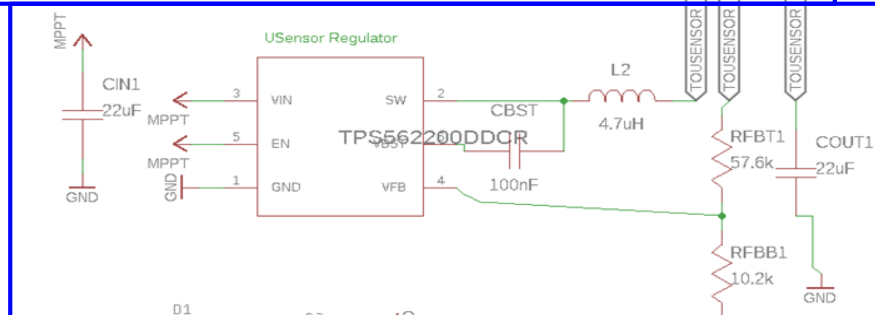 MPPT
USensor Regulator
TOUSENSOR
TOUSENSOR
TOUSENSOR
CIN1
22uF
GND
MPPT
3
VIN
MPPT
5
EN
GND
1
GND
SW
2
TPS562200DDCR
VBST
VFB
4
CBST
100nF
L2
4.7uH
RFBT1
57.6k
COUT1
22uF
GND
RFBB1
10.2k
D1